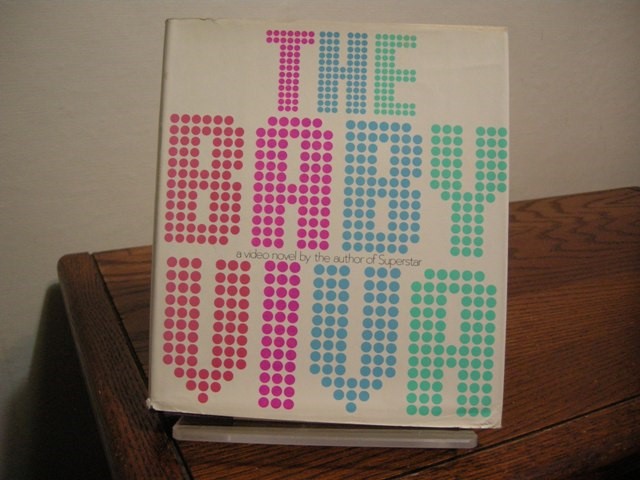 THE
BABY
a video novel by the author of Superstar
VIVA